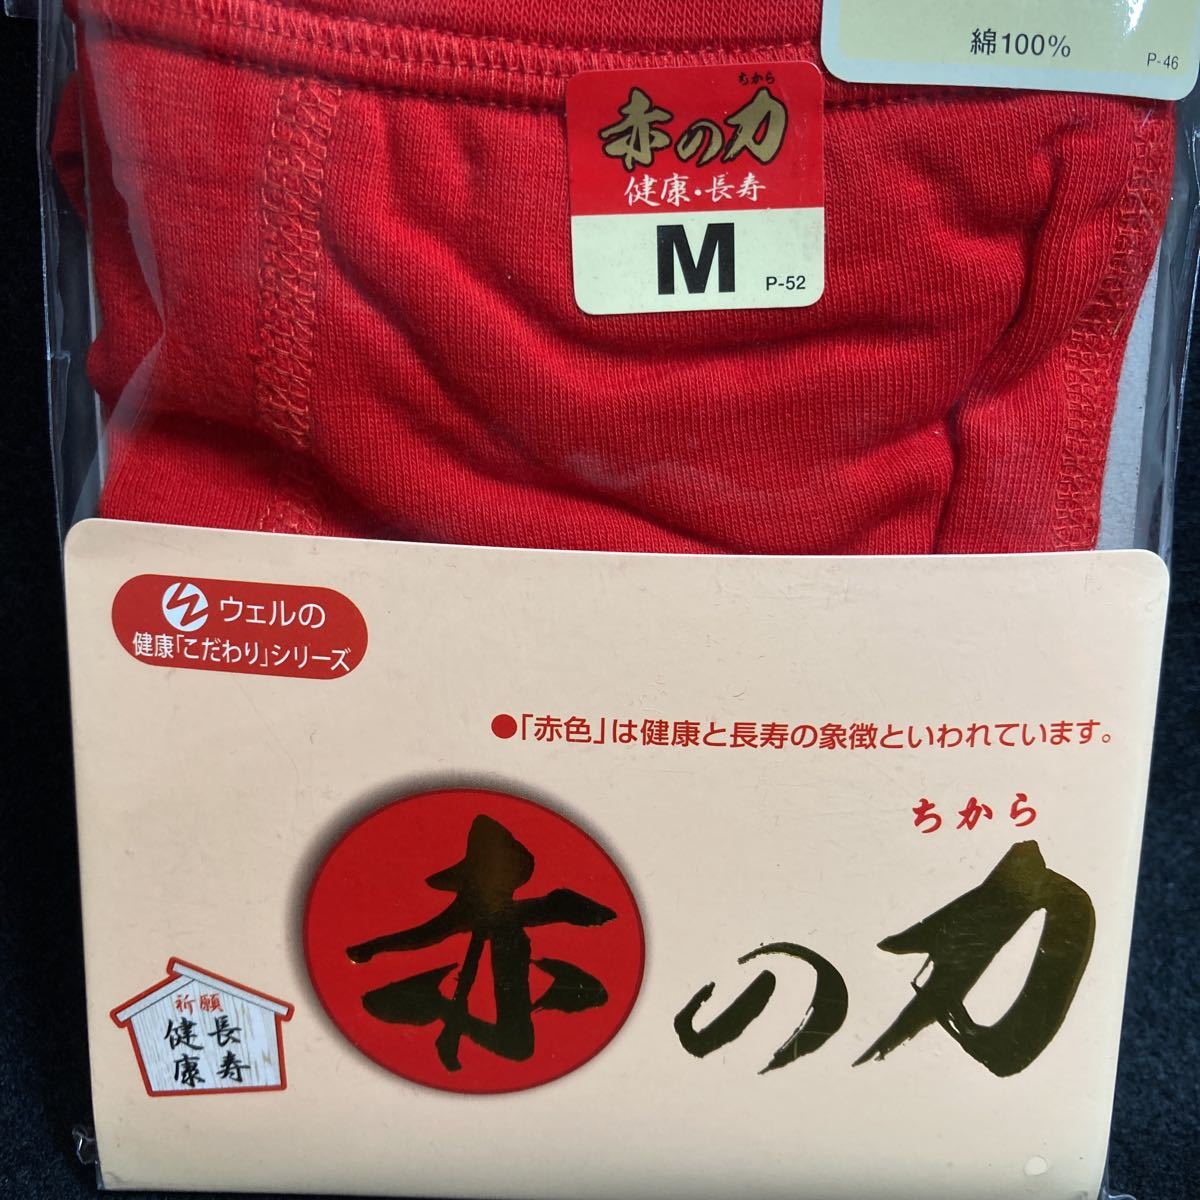 綿100%
P-46
ちから
赤の力
健康・長寿
M
P-52
ウェルの
健康「こだわり」シリーズ
●「赤色」は健康と長寿の象徴といわれています。
ちから
赤の力
祈願
長寿
健康